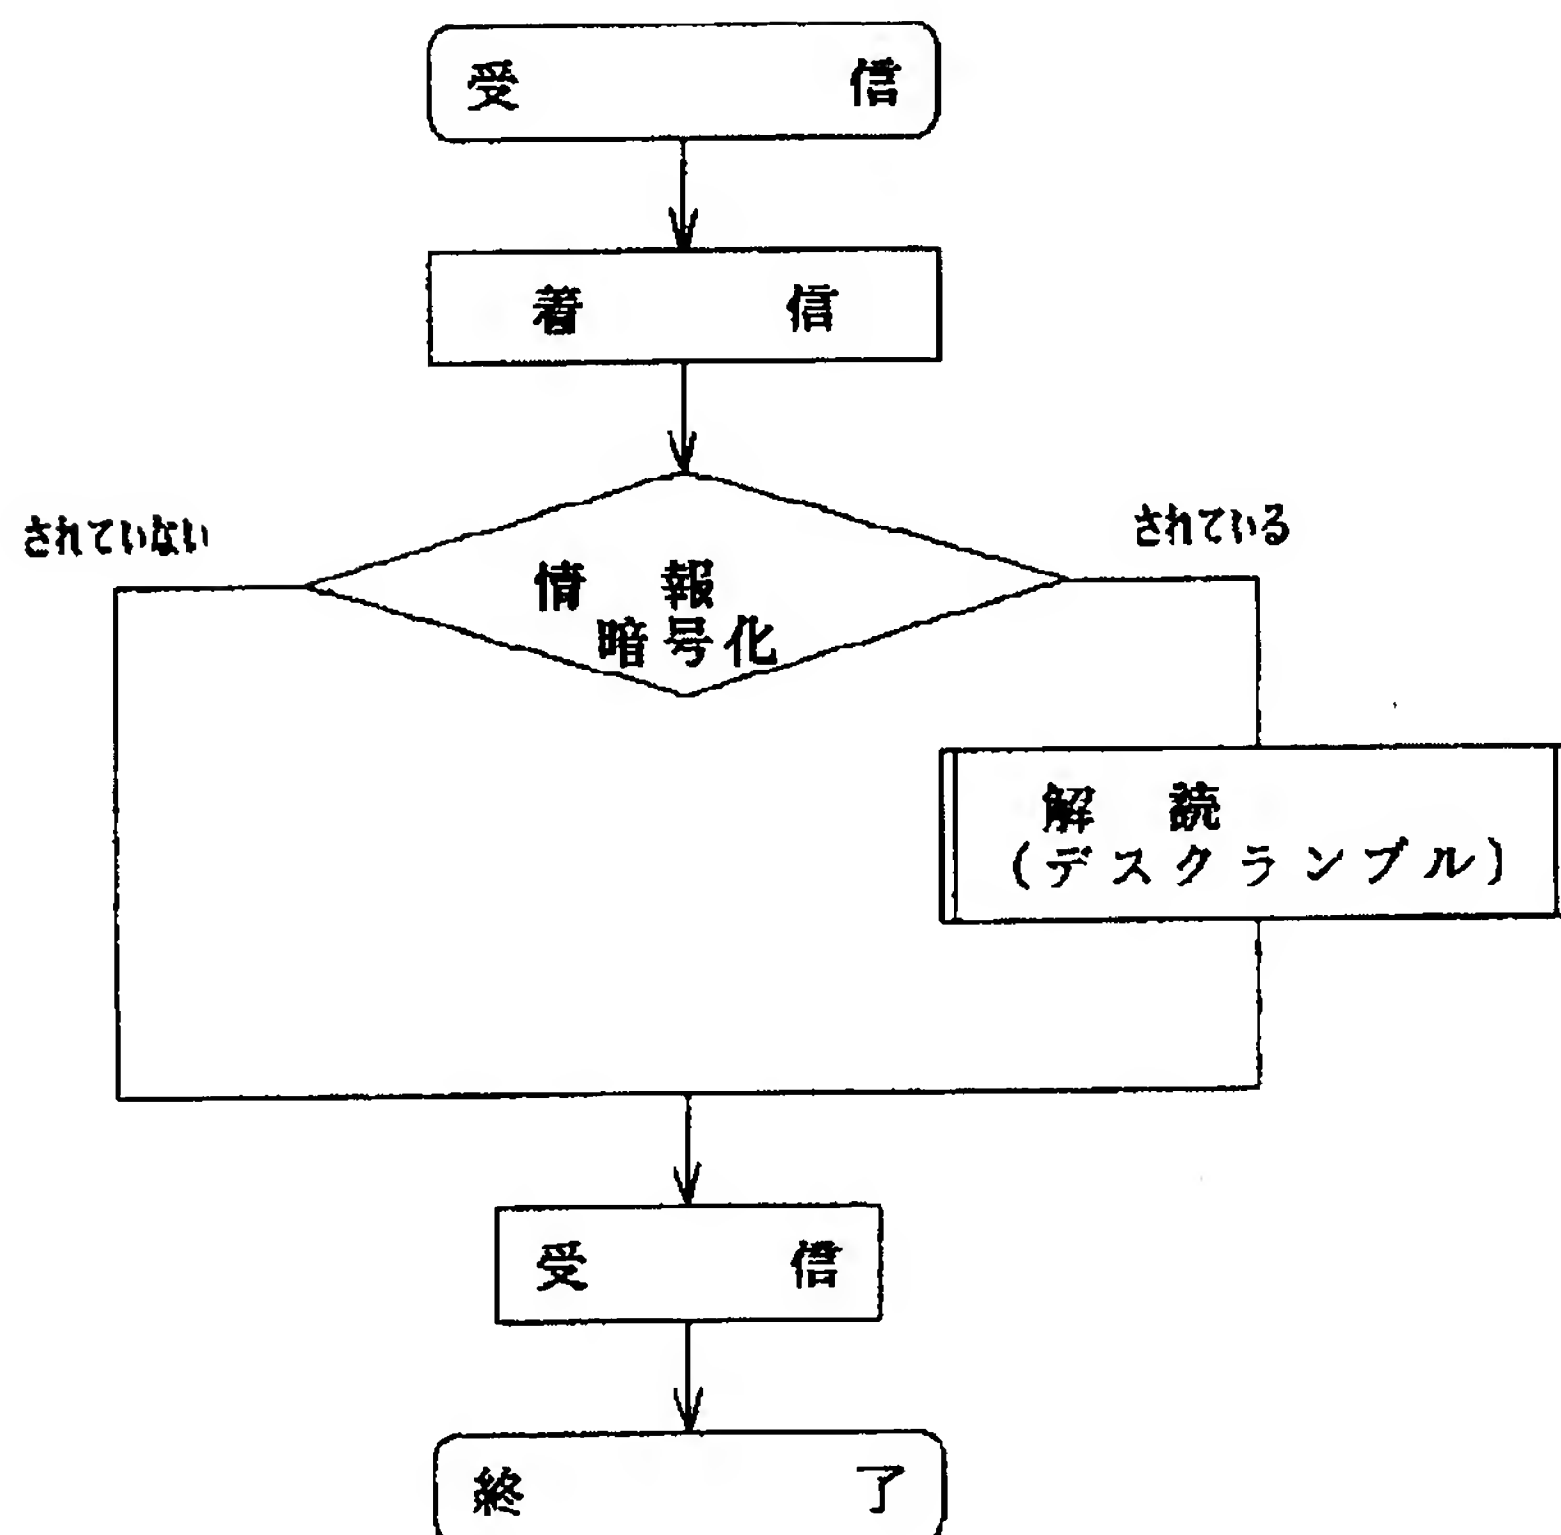 受信
着信
されていない
されている
情報
暗号化
解読
(デスクランブル)
受信
終了